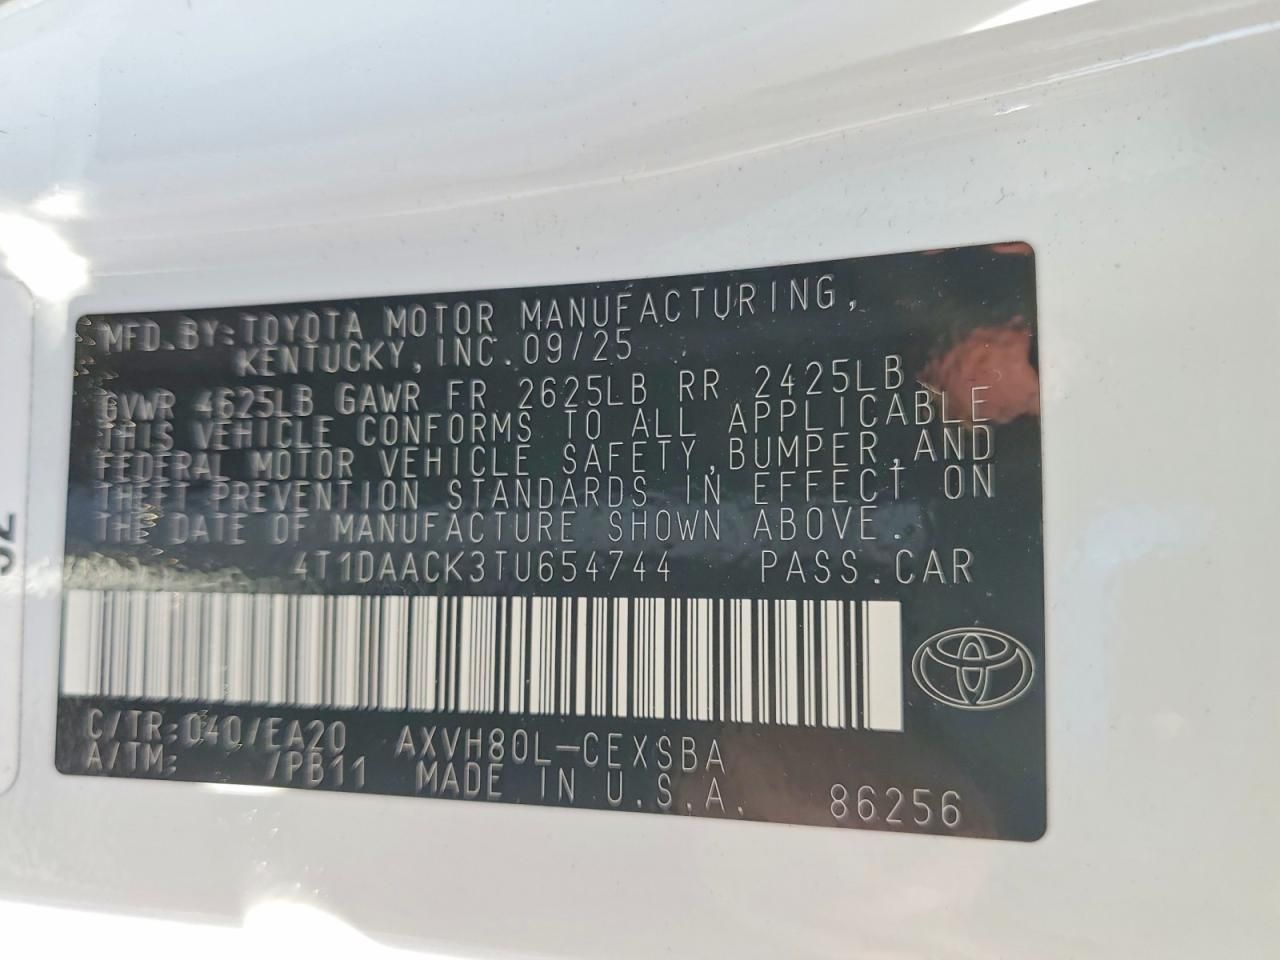 MFD.BY:TOYOTA MOTOR MANUFACTURING,
KENTUCKY, INC.09/25
GVWR 4625LB GAWR FR 2625LB RR 2425LB
THIS VEHICLE CONFORMS TO ALL APPLICABLE
FEDERAL MOTOR VEHICLE SAFETY,BUMPER,AND
THEFT PREVENTION STANDARDS IN EFFECT ON
THE DATE OF MANUFACTURE SHOWN ABOVE.
4T1DAACK3TU654744 PASS.CAR
C/TR:040/EA20 AXVH80L-CEXSBA
A/TM: /PB11 MADE IN U.S.A. 86256